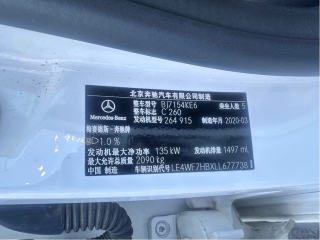 北京奔驰汽车有限公司制造
整车型号 BJ7154KE6 乘坐人数 5
标志 C 260
Mercedes-Benz 发动机型号 264 915 制造年月 2020-03
梅赛德斯-奔驰牌
1.0 %
发动机最大净功率 135 kW 发动机排量 1497 mL
最大允许总质量 2090 kg
中国 制造 车辆识别代号 LE4WF7HBXLL677738